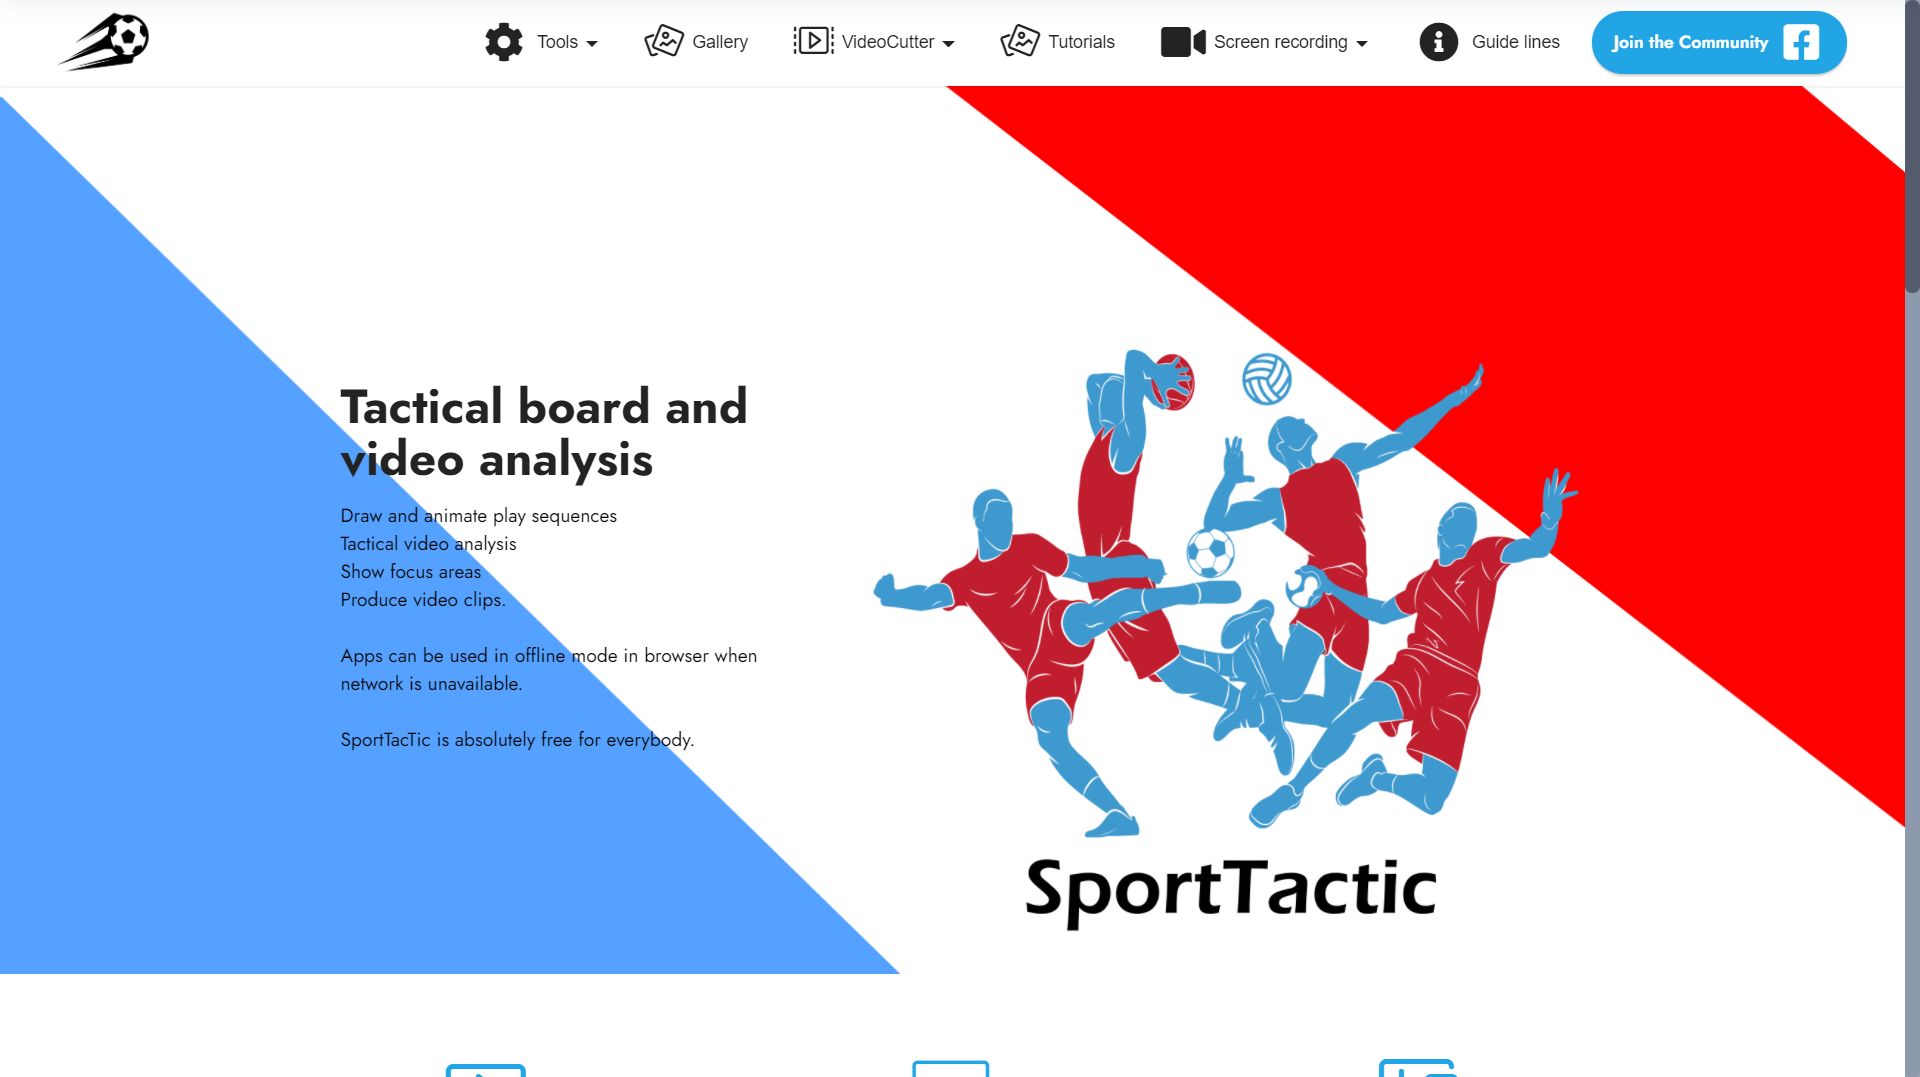 Tools
Gallery
VideoCutter
Tutorials
Screen recording
Guide lines
Join the Community
Tactical board and
video analysis
Draw and animate play sequences
Tactical video analysis
Show focus areas
Produce video clips.
Apps can be used in offline mode in browser when
network is unavailable.
SportTacTic is absolutely free for everybody.
SportTactic